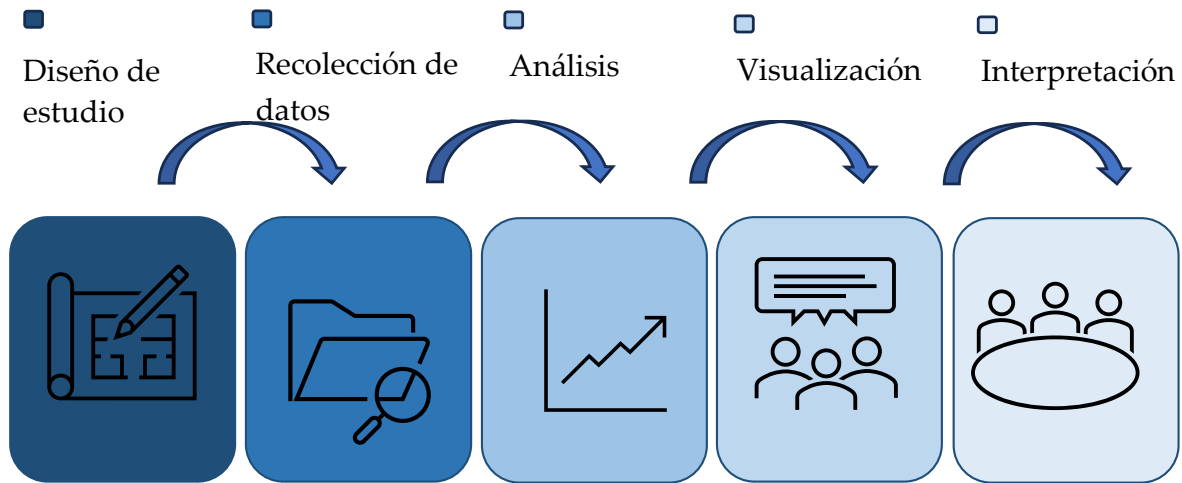 Diseño de
estudio
Recolección de
datos
Análisis
Visualización
Interpretación